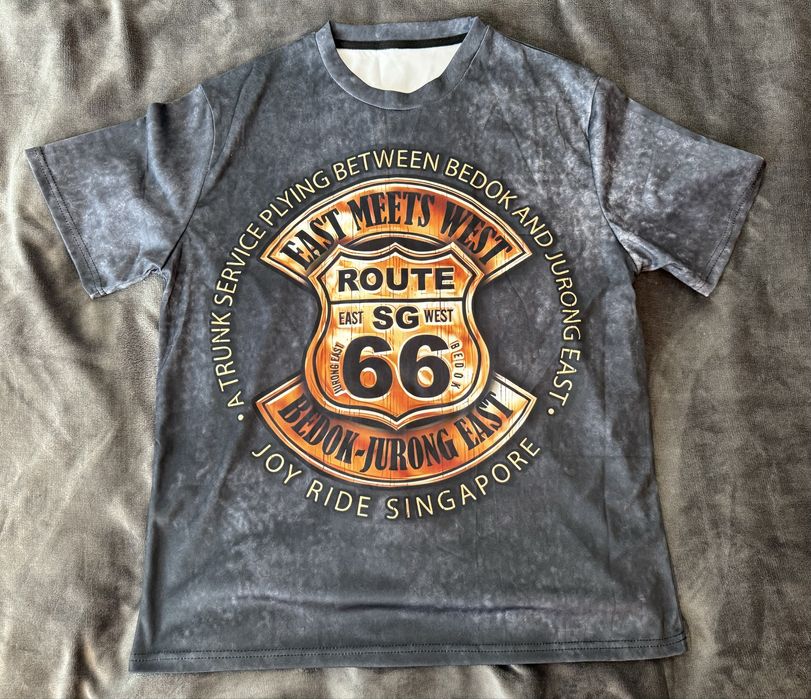 A TRUNK SERVICE PLYING BETWEEN BEDOK AND JURONG EAST
EAST MEETS WEST
ROUTE
EAST SG WEST
JURONG EAST
66
BEDOK
BEDOK-JURONG EAST
JOY RIDE SINGAPORE